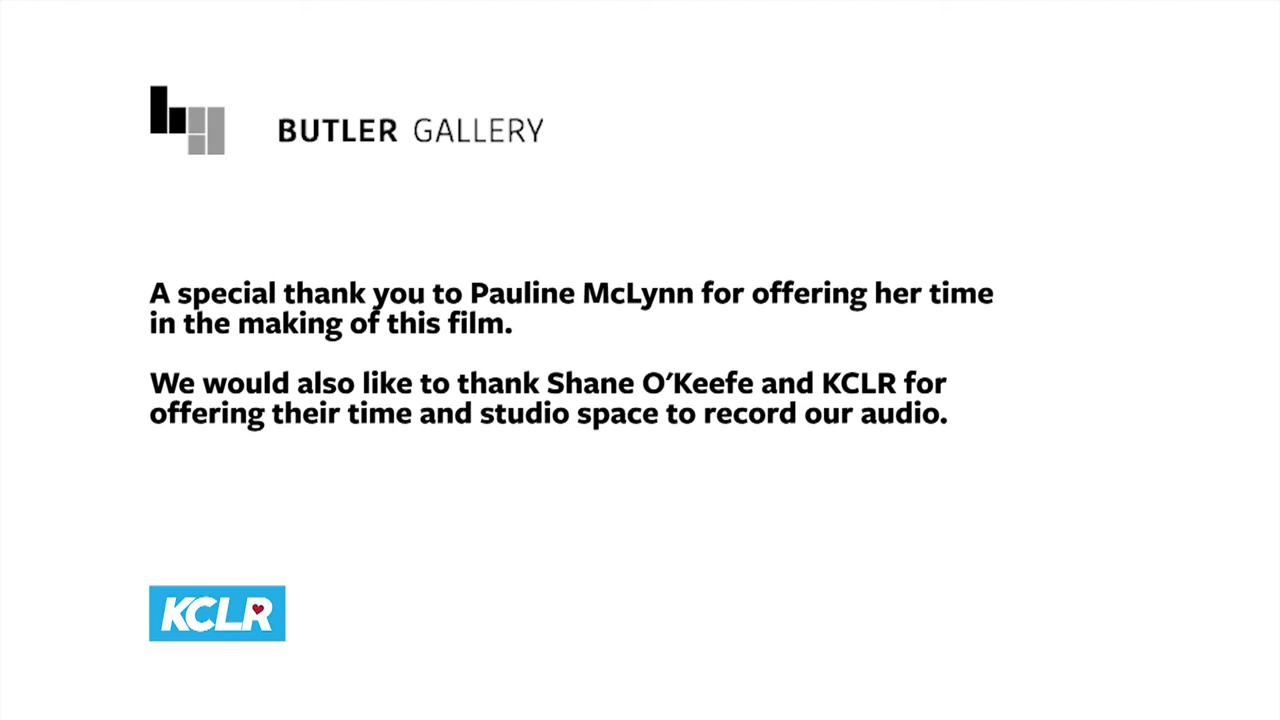 BUTLER GALLERY
A special thank you to Pauline McLynn for offering her time
in the making of this film.
We would also like to thank Shane O'Keefe and KCLR for
offering their time and studio space to record our audio.
KCLR